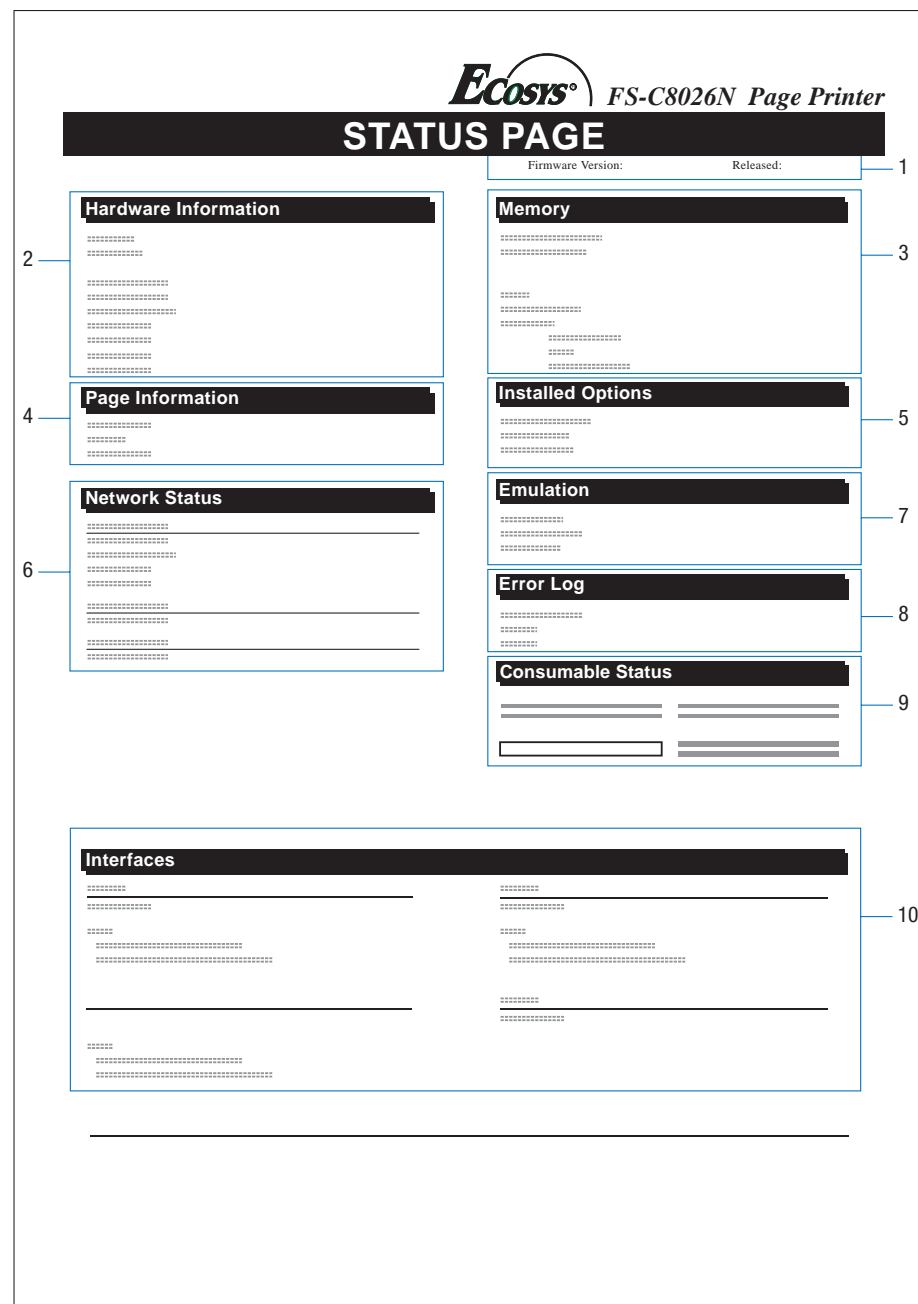 Ecosys® FS-C8026N Page Printer
STATUS PAGE
Firmware Version: Released:
1
Hardware Information
2
Memory
3
Page Information
4
Installed Options
5
Network Status
6
Emulation
7
Error Log
8
Consumable Status
9
Interfaces
10